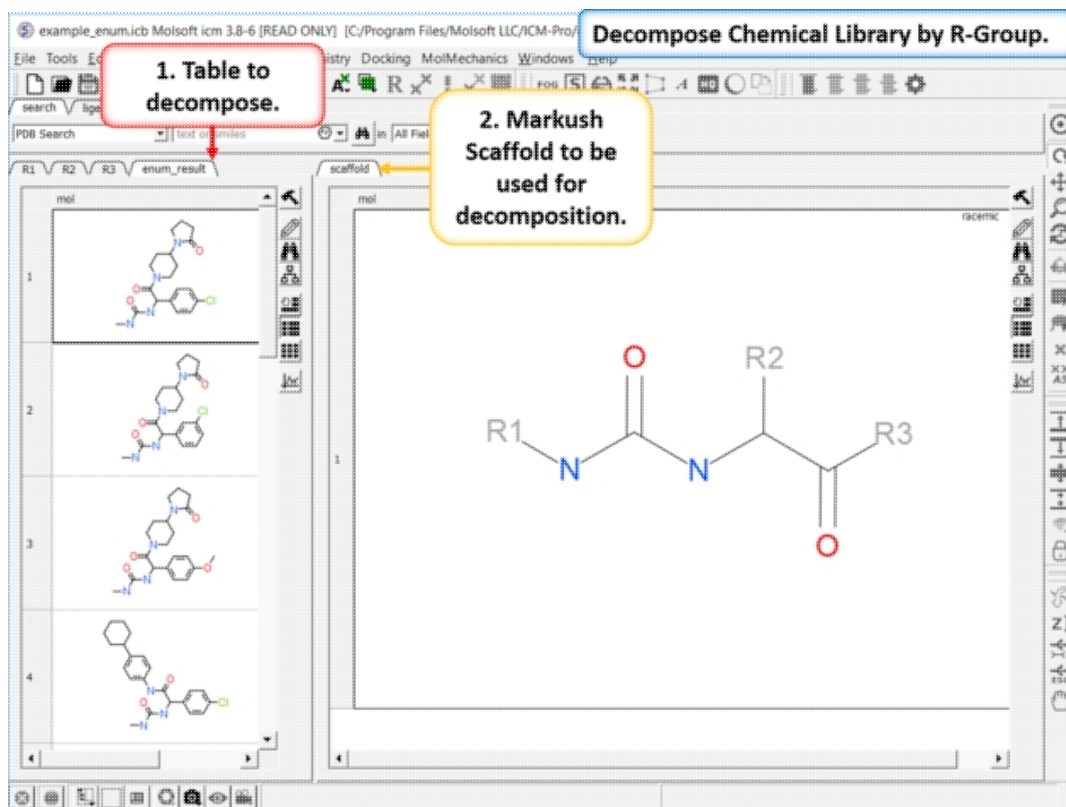 example_enum.icb Molsoft icm 3.8-6 [READ ONLY] [C:/Program Files/Molsoft LLC/ICM-Pro/
Decompose Chemical Library by R-Group.
File Tools
Docking MolMechanics Windows Help
1. Table to
decompose.
2. Markush
Scaffold to be
used for
decomposition.
search
PDB Search
text or smiles
in
R1 R2 R3 enum_result
scaffold
mol
mol
racemic
1
2
3
4
1
O
R2
R1
N
N
R3
O
N
O
N
O
O
N
N
Cl
N
O
N
O
O
N
N
Cl
N
O
N
O
O
N
N
O
N
O
O
N
N
Cl